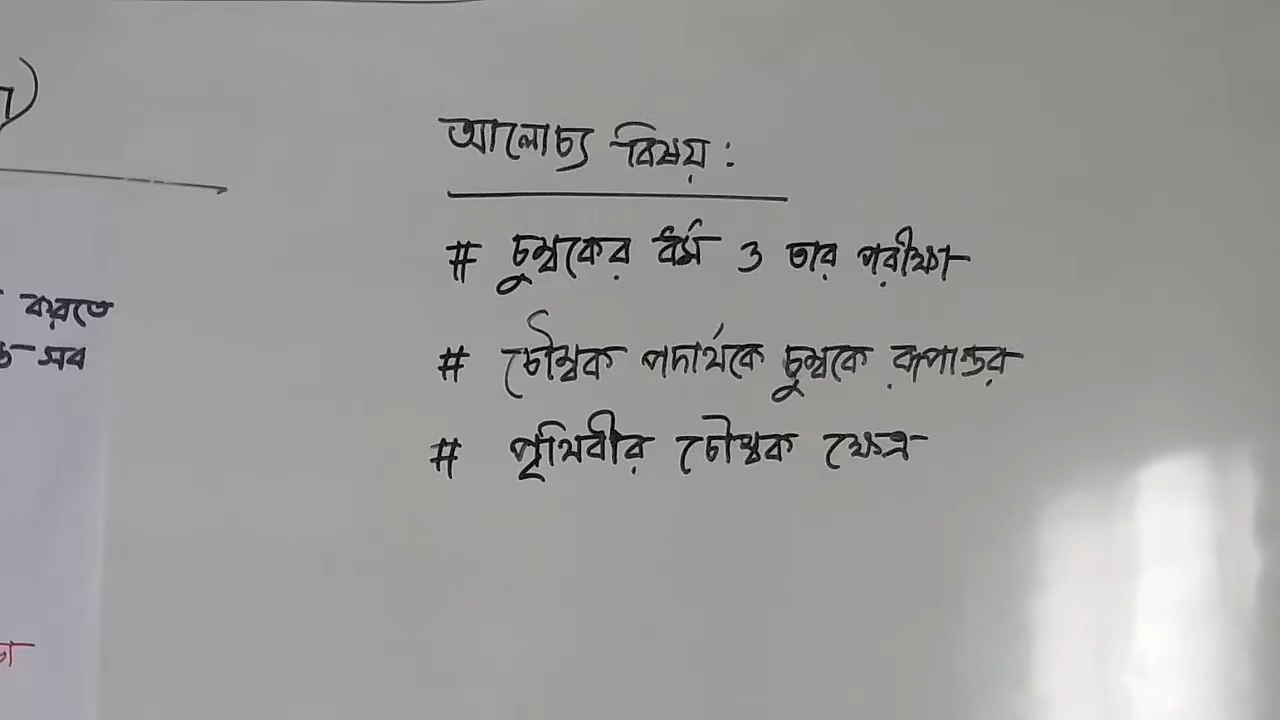 আলোচ্য বিষয় :
# চুম্বকের ধর্ম ও তার পরীক্ষা
# চৌম্বক পদার্থকে চুম্বকে রূপান্তর
# পৃথিবীর চৌম্বক ক্ষেত্র
করতে
সব